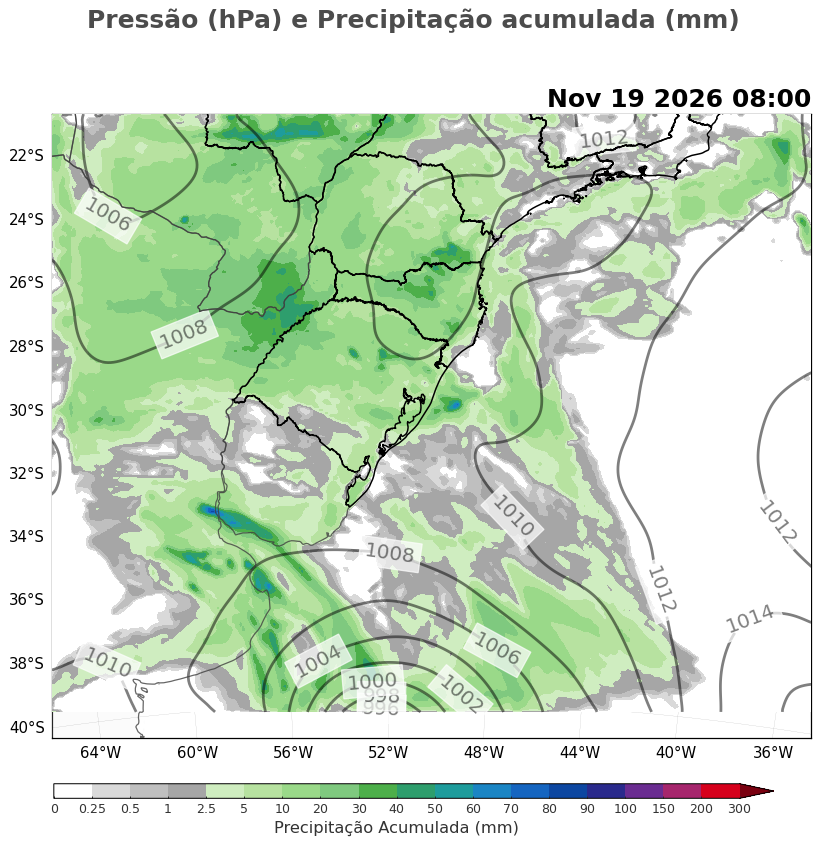 Pressão (hPa) e Precipitação acumulada (mm)
Nov 19 2026 08:00
1012
22°S
1006
24°S
26°S
1008
28°S
30°S
32°S
1010
1012
34°S
1008
36°S
1012
1014
1006
1004
1010
38°S
1000
998
1002
996
40°S
64°W 60°W 56°W 52°W 48°W 44°W 40°W 36°W
0 0.25 0.5 1 2.5 5 10 20 30 40 50 60 70 80 90 100 150 200 300
Precipitação Acumulada (mm)